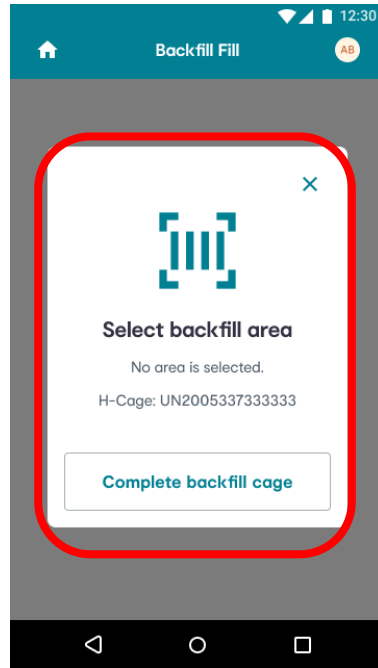 12:30
Backfill Fill
AB
Select backfill area
No area is selected.
H-Cage: UN2005337333333
Complete backfill cage